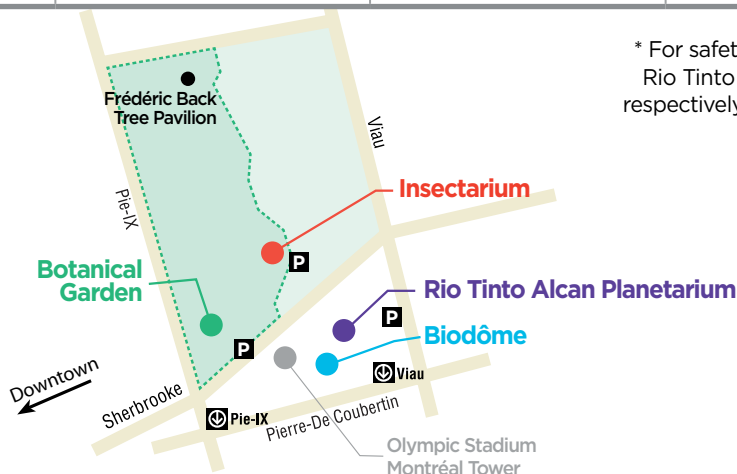 * For safet
Rio Tinto
respectively
Frédéric Back
Tree Pavilion
Viau
Pie-IX
Insectarium
P
Botanical
Garden
Rio Tinto Alcan Planetarium
P
Biodôme
P
Viau
Downtown
Sherbrooke
Pie-IX
Pierre-De Coubertin
Olympic Stadium
Montréal Tower